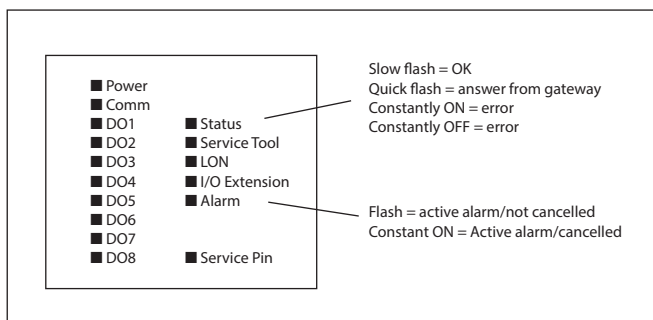 Power
Comm
DO1
DO2
DO3
DO4
DO5
DO6
DO7
DO8
Status
Service Tool
LON
I/O Extension
Alarm
Service Pin
Slow flash = OK
Quick flash = answer from gateway
Constantly ON = error
Constantly OFF = error
Flash = active alarm/not cancelled
Constant ON = Active alarm/cancelled